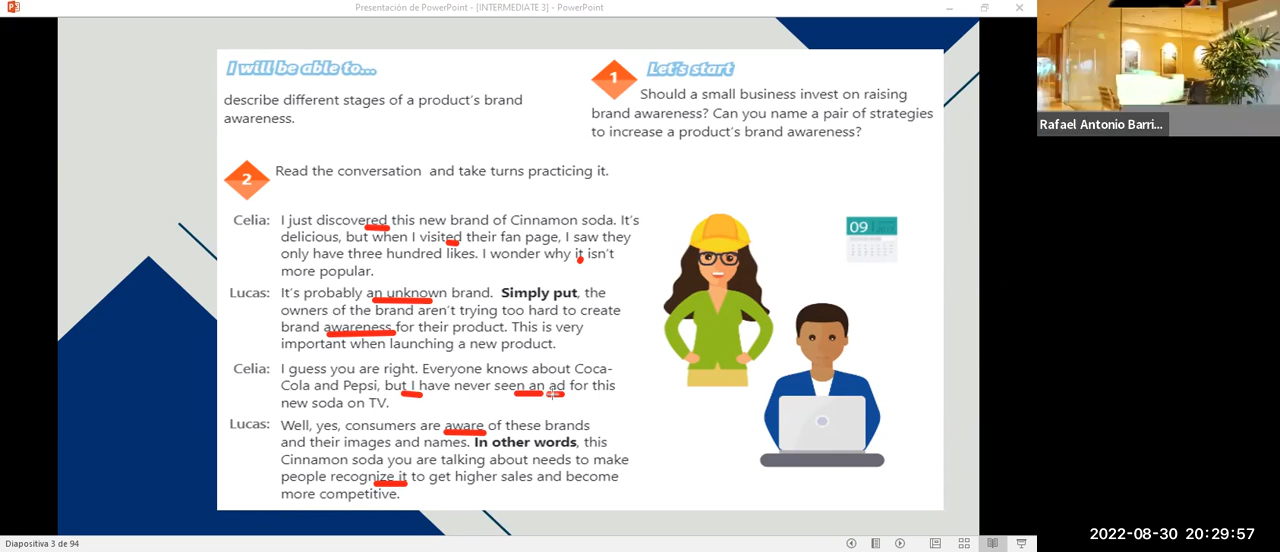 Presentación de PowerPoint - [INTERMEDIATE 3] - PowerPoint
I will be able to...
describe different stages of a product's brand
awareness.
1
Let's start
Should a small business invest on raising
brand awareness? Can you name a pair of strategies
to increase a product's brand awareness?
2
Read the conversation and take turns practicing it.
Celia: I just discovered this new brand of Cinnamon soda. It's
delicious, but when I visited their fan page, I saw they
only have three hundred likes. I wonder why it isn't
more popular.
Lucas: It's probably an unknown brand. Simply put, the
owners of the brand aren't trying too hard to create
brand awareness for their product. This is very
important when launching a new product.
Celia: I guess you are right. Everyone knows about Coca-
Cola and Pepsi, but I have never seen an ad for this
new soda on TV.
Lucas: Well, yes, consumers are aware of these brands
and their images and names. In other words, this
Cinnamon soda you are talking about needs to make
people recognize it to get higher sales and become
more competitive.
09
Rafael Antonio Barri...
Diapositiva 3 de 94
2022-08-30 20:29:57